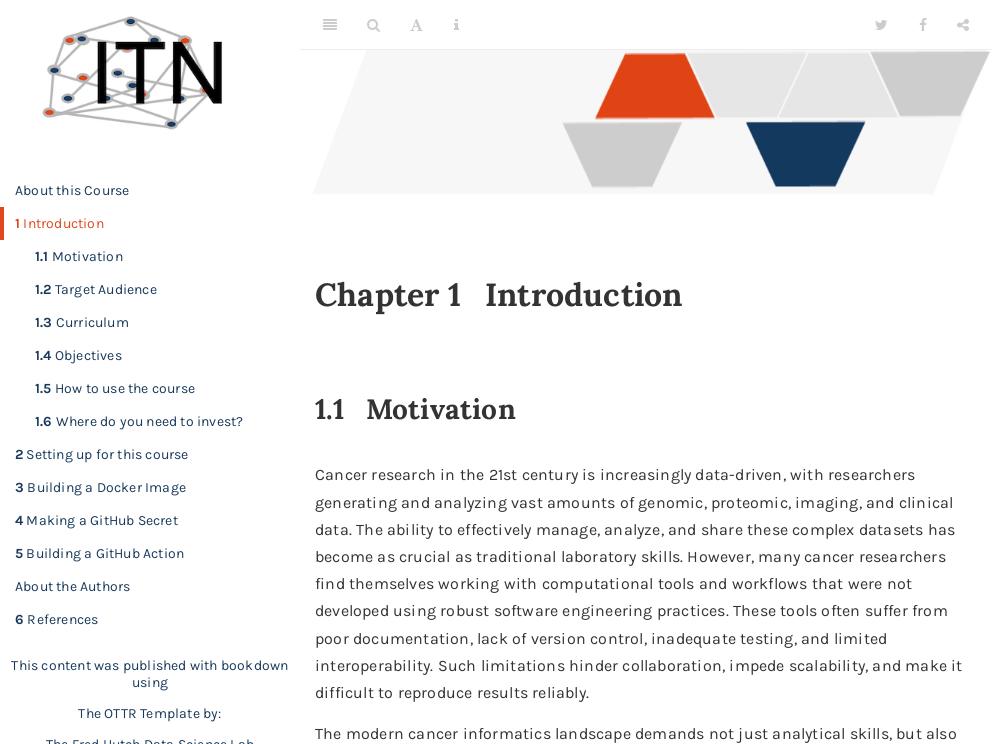 ITN
About this Course
1 Introduction
1.1 Motivation
1.2 Target Audience
1.3 Curriculum
1.4 Objectives
1.5 How to use the course
1.6 Where do you need to invest?
2 Setting up for this course
3 Building a Docker Image
4 Making a GitHub Secret
5 Building a GitHub Action
About the Authors
6 References
This content was published with bookdown
using
The OTTR Template by:
The Fred Hutch Data Science Lab
A
Chapter 1 Introduction
1.1 Motivation
Cancer research in the 21st century is increasingly data-driven, with researchers
generating and analyzing vast amounts of genomic, proteomic, imaging, and clinical
data. The ability to effectively manage, analyze, and share these complex datasets has
become as crucial as traditional laboratory skills. However, many cancer researchers
find themselves working with computational tools and workflows that were not
developed using robust software engineering practices. These tools often suffer from
poor documentation, lack of version control, inadequate testing, and limited
interoperability. Such limitations hinder collaboration, impede scalability, and make it
difficult to reproduce results reliably.
The modern cancer informatics landscape demands not just analytical skills, but also